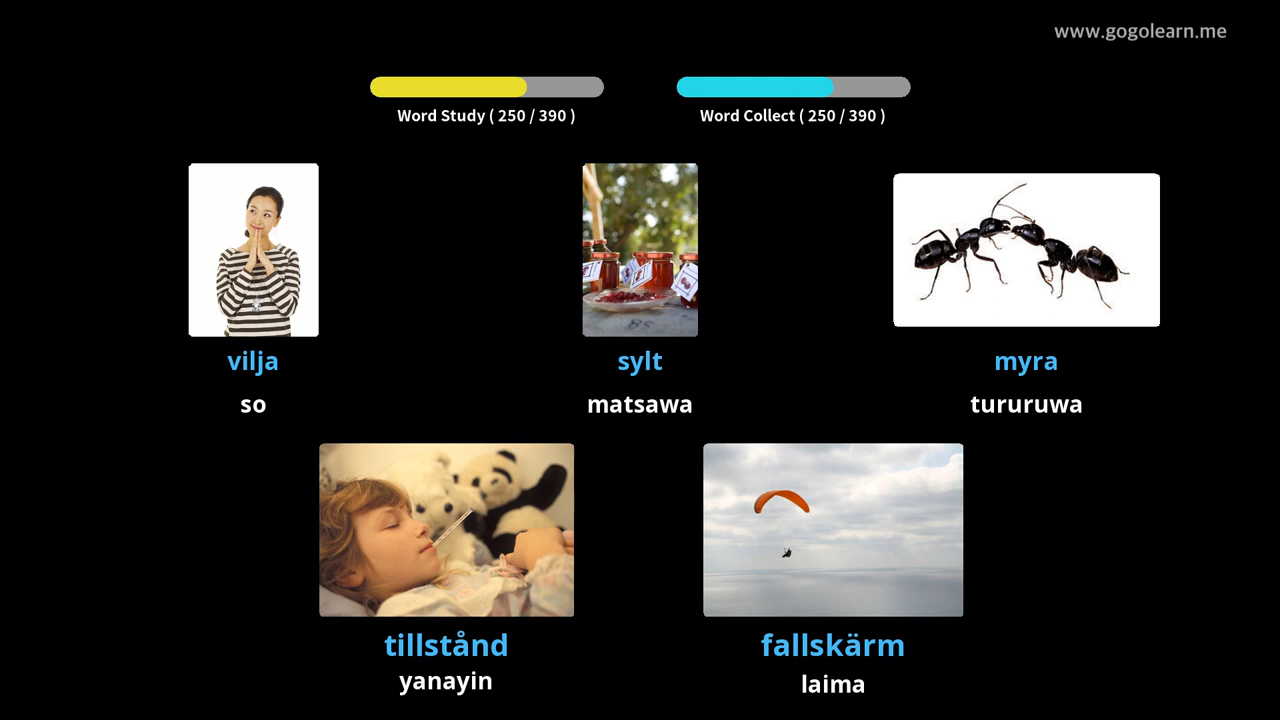 www.gogolearn.me
Word Study ( 250 / 390 )
Word Collect ( 250 / 390 )
vilja
sylt
myra
so
matsawa
tururuwa
tillstånd
fallskärm
yanayin
laima